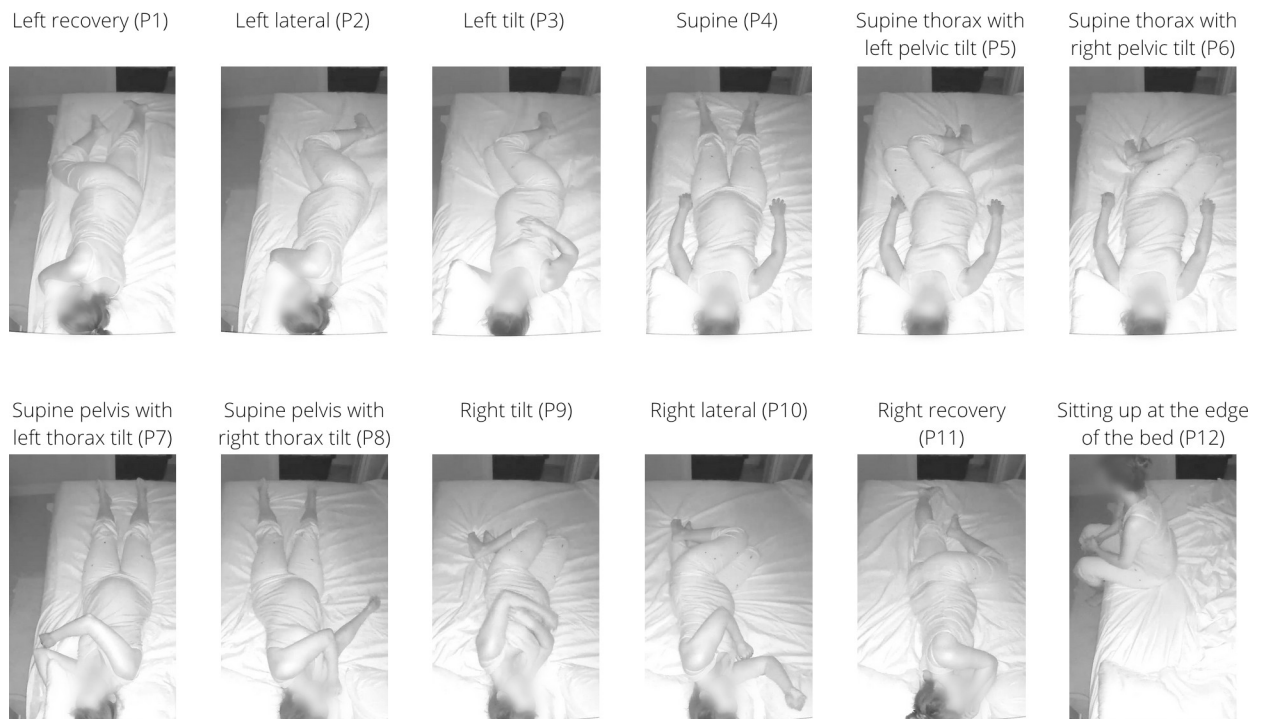 Left recovery (P1)
Left lateral (P2)
Left tilt (P3)
Supine (P4)
Supine thorax with
left pelvic tilt (P5)
Supine thorax with
right pelvic tilt (P6)
Supine pelvis with
left thorax tilt (P7)
Supine pelvis with
right thorax tilt (P8)
Right tilt (P9)
Right lateral (P10)
Right recovery
(P11)
Sitting up at the edge
of the bed (P12)